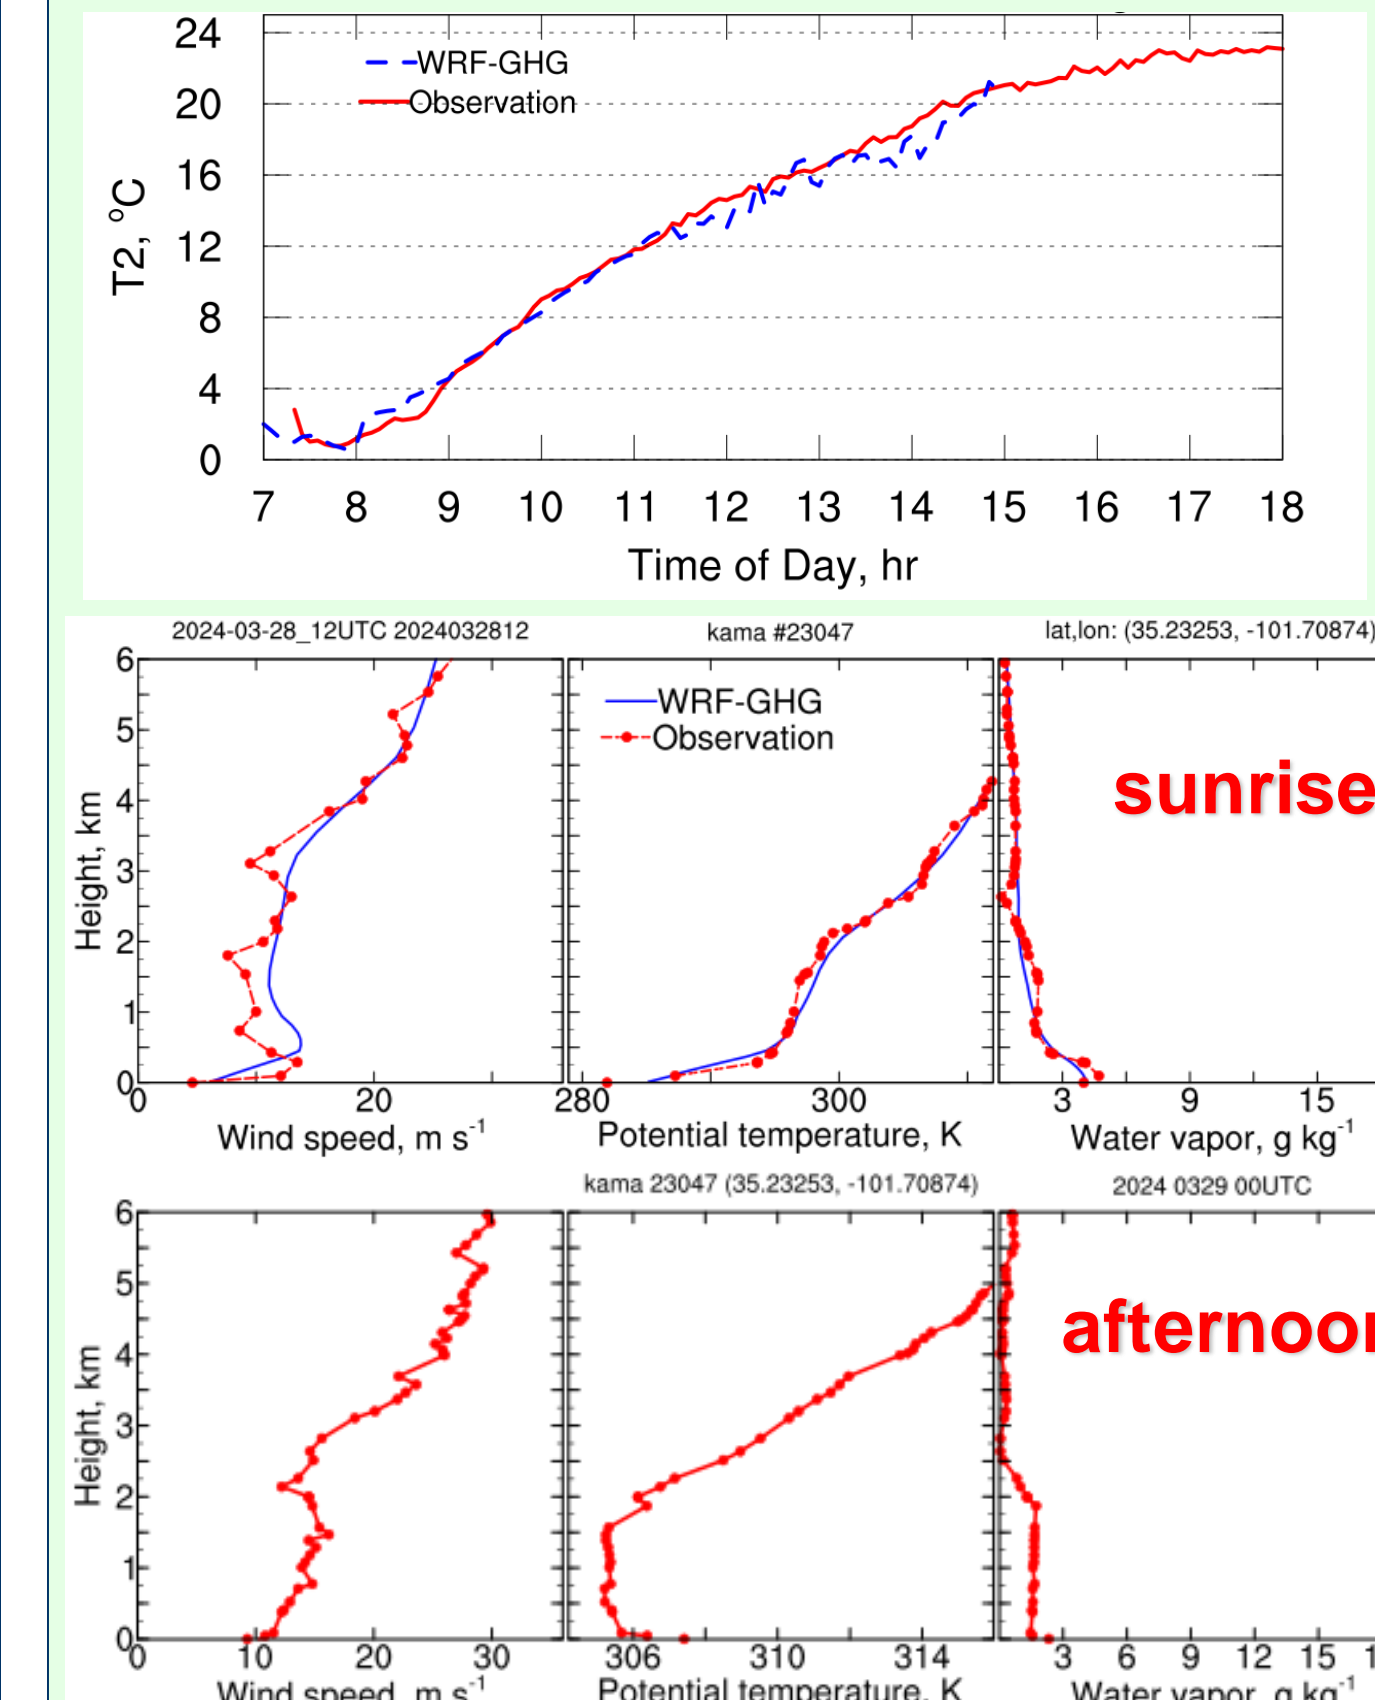 24
WRF-GHG
20
Observation
16
12
8
4
0
T2, °C
7 8 9 10 11 12 13 14 15 16 17 18
Time of Day, hr
2024-03-28_12UTC 2024032812 kama #23047 lat,lon: (35.23253, -101.70874)
6
WRF-GHG
5
Observation
sunrise
4
3
2
1
0
Height, km
0 20 280 300 3 9 15
Wind speed, m s-1 Potential temperature, K Water vapor, g kg-1
kama 23047 (35.23253, -101.70874) 2024 0329 00UTC
6
5
afternoon
4
3
2
1
0
Height, km
0 10 20 30 306 310 314 3 6 9 12 15 1
Wind speed, m s-1 Potential temperature, K Water vapor, g kg-1